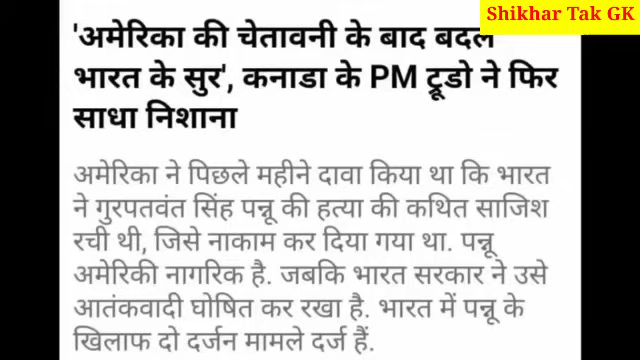 Shikhar Tak GK
'अमेरिका की चेतावनी के बाद बदले
भारत के सुर', कनाडा के PM ट्रूडो ने फिर
साधा निशाना
अमेरिका ने पिछले महीने दावा किया था कि भारत
ने गुरपतवंत सिंह पन्नू की हत्या की कथित साजिश
रची थी, जिसे नाकाम कर दिया गया था. पन्नू
अमेरिकी नागरिक है. जबकि भारत सरकार ने उसे
आतंकवादी घोषित कर रखा है. भारत में पन्नू के
खिलाफ दो दर्जन मामले दर्ज हैं.